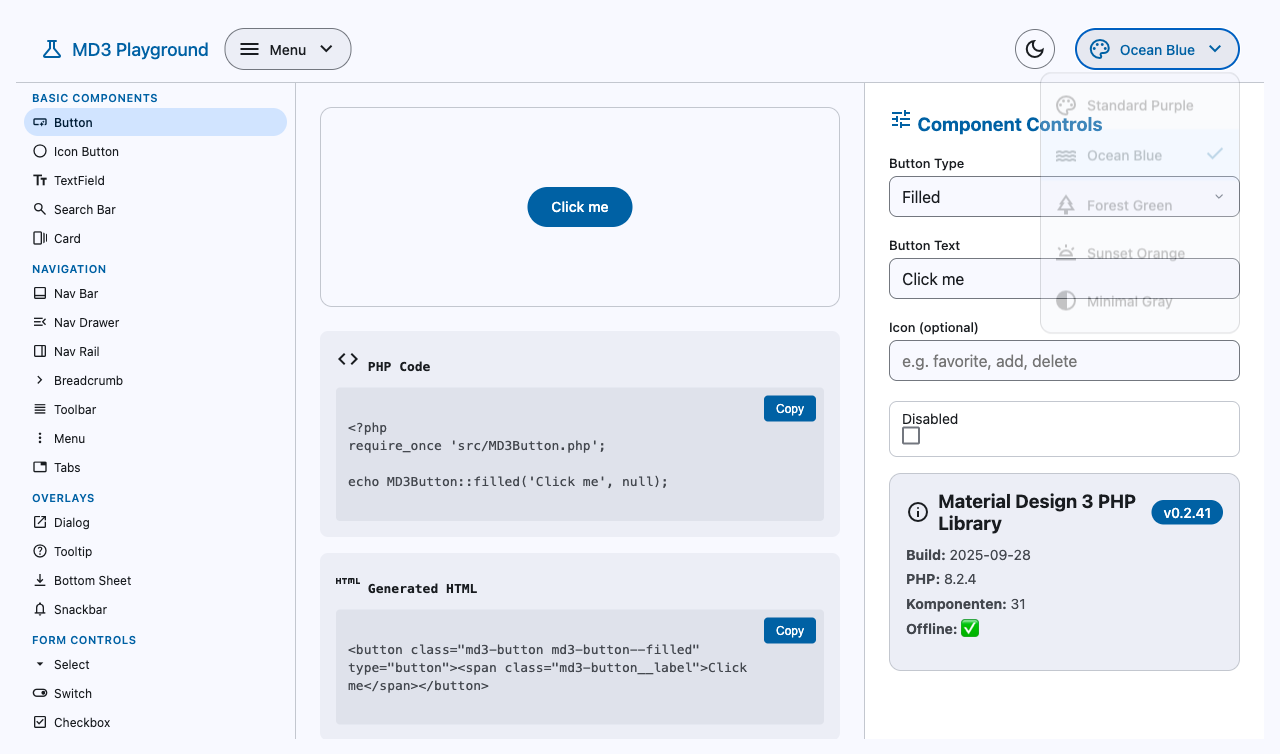 MD3 Playground
Menu
Ocean Blue
BASIC COMPONENTS
Button
Icon Button
TextField
Search Bar
Card
NAVIGATION
Nav Bar
Nav Drawer
Nav Rail
Breadcrumb
Toolbar
Menu
Tabs
OVERLAYS
Dialog
Tooltip
Bottom Sheet
Snackbar
FORM CONTROLS
Select
Switch
Checkbox
Click me
PHP Code
Copy
<?php
require_once 'src/MD3Button.php';
echo MD3Button::filled('Click me', null);
HTML
Generated HTML
Copy
<button class="md3-button md3-button--filled"
type="button"><span class="md3-button__label">Click
me</span></button>
Standard Purple
Ocean Blue
Forest Green
Sunset Orange
Minimal Gray
Component Controls
Button Type
Filled
Button Text
Click me
Icon (optional)
e.g. favorite, add, delete
Disabled
Material Design 3 PHP
Library
v0.2.41
Build: 2025-09-28
PHP: 8.2.4
Komponenten: 31
Offline: ✅